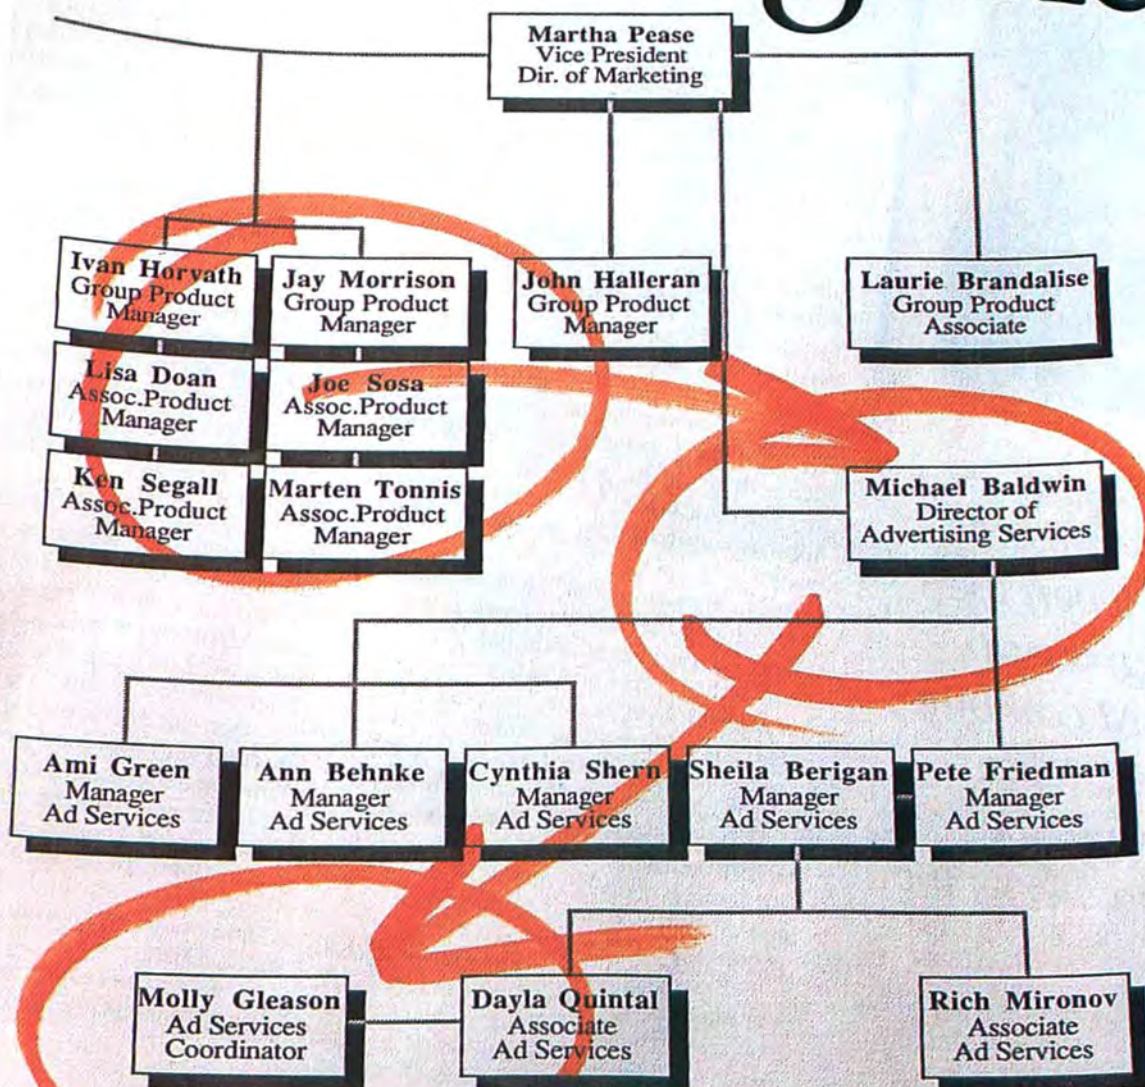 Martha Pease
Vice President
Dir. of Marketing
Ivan Horvath
Group Product
Manager
Jay Morrison
Group Product
Manager
John Halleran
Group Product
Manager
Laurie Brandalise
Group Product
Associate
Lisa Doan
Assoc.Product
Manager
Joe Sosa
Assoc.Product
Manager
Ken Segall
Assoc.Product
Manager
Marten Tonnis
Assoc.Product
Manager
Michael Baldwin
Director of
Advertising Services
Ami Green
Manager
Ad Services
Ann Behnke
Manager
Ad Services
Cynthia Shern
Manager
Ad Services
Sheila Berigan
Manager
Ad Services
Pete Friedman
Manager
Ad Services
Molly Gleason
Ad Services
Coordinator
Dayla Quintal
Associate
Ad Services
Rich Mironov
Associate
Ad Services